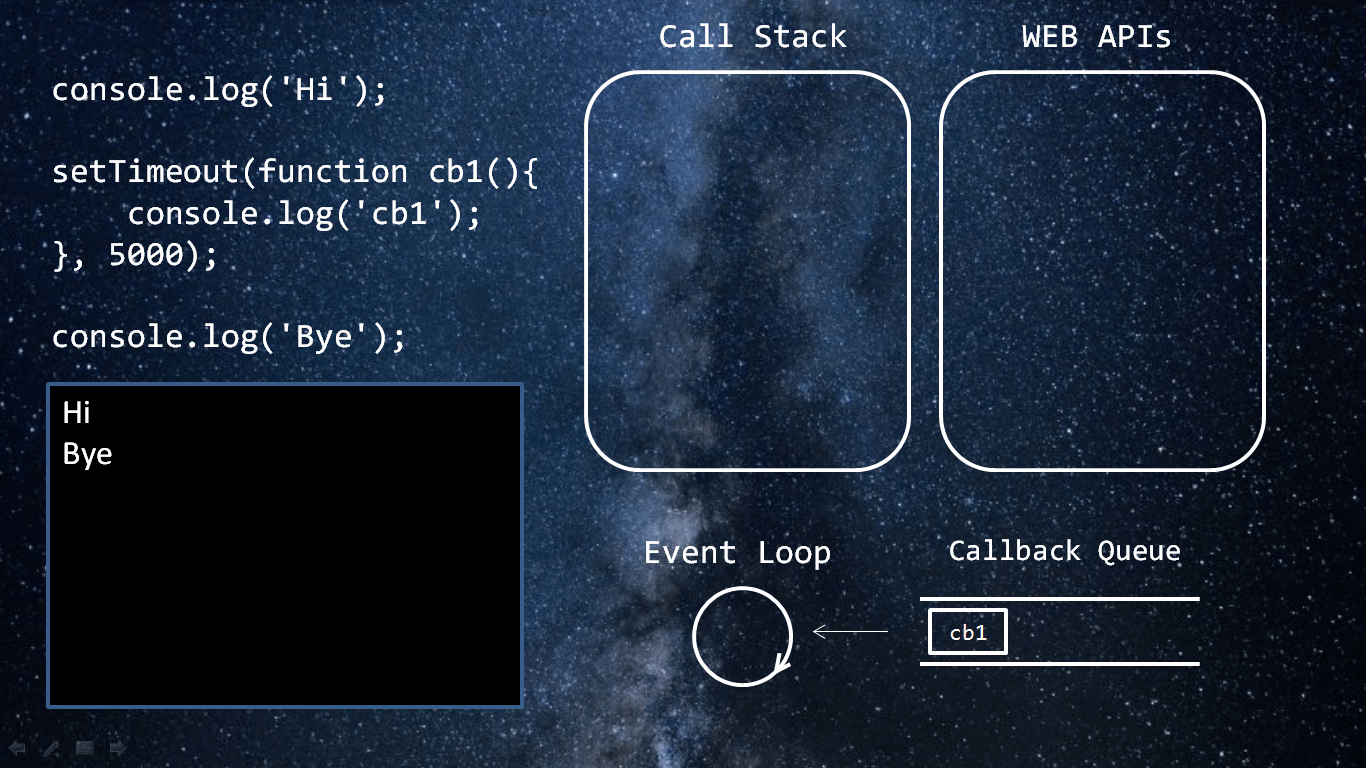 console.log('Hi');
setTimeout(function cb1(){
    console.log('cb1');
}, 5000);
console.log('Bye');
Hi
Bye
Call Stack
WEB APIs
Event Loop
Callback Queue
cb1